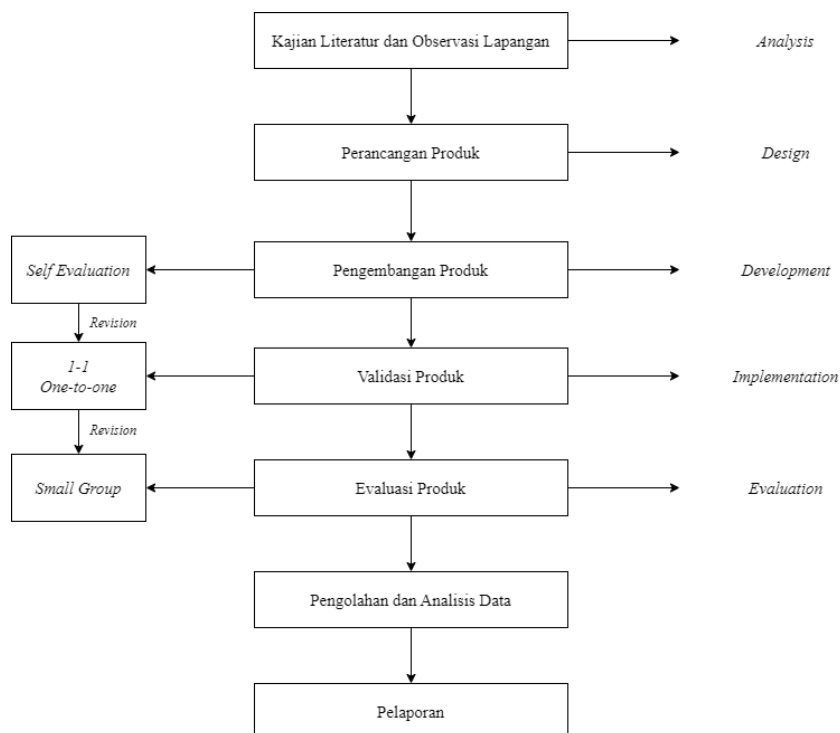 Kajian Literatur dan Observasi Lapangan
Analysis
Perancangan Produk
Design
Self Evaluation
Pengembangan Produk
Development
Revision
1-1
One-to-one
Validasi Produk
Implementation
Revision
Small Group
Evaluasi Produk
Evaluation
Pengolahan dan Analisis Data
Pelaporan